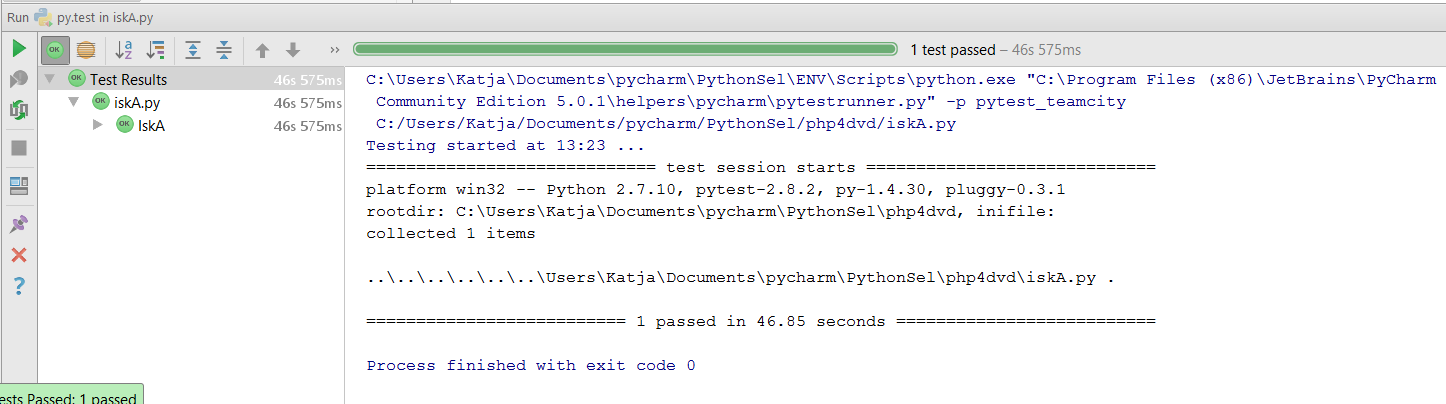 Run py.test in iskA.py
OK
1 test passed – 46s 575ms
OK Test Results 46s 575ms
OK iskA.py 46s 575ms
OK IskA 46s 575ms
C:\Users\Katja\Documents\pycharm\PythonSel\ENV\Scripts\python.exe "C:\Program Files (x86)\JetBrains\PyCharm
Community Edition 5.0.1\helpers\pycharm\pytestrunner.py" -p pytest_teamcity
C:/Users/Katja/Documents/pycharm/PythonSel/php4dvd/iskA.py
Testing started at 13:23 ...
============================= test session starts =============================
platform win32 -- Python 2.7.10, pytest-2.8.2, py-1.4.30, pluggy-0.3.1
rootdir: C:\Users\Katja\Documents\pycharm\PythonSel\php4dvd, inifile:
collected 1 items
..\..\..\..\..\..\Users\Katja\Documents\pycharm\PythonSel\php4dvd\iskA.py .
========================== 1 passed in 46.85 seconds ==========================
Process finished with exit code 0
ests Passed: 1 passed